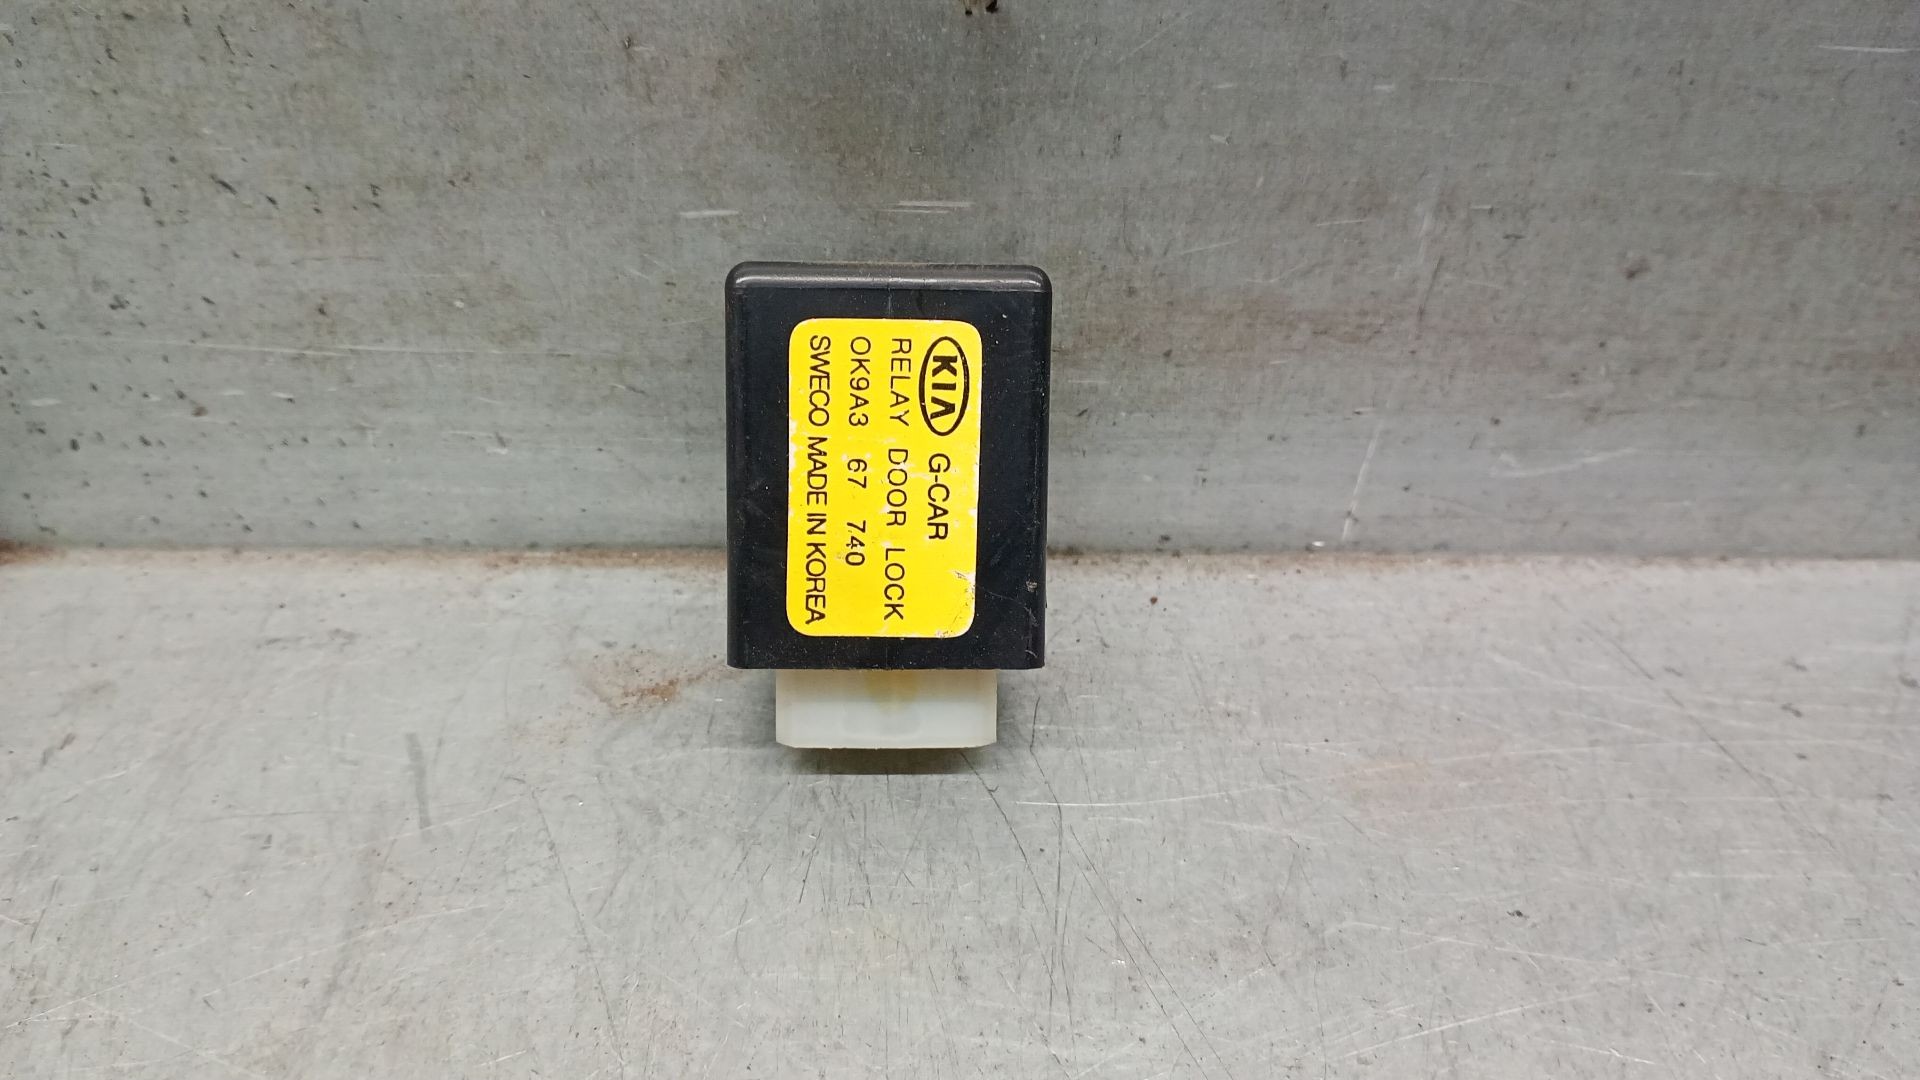 KIA G-CAR
RELAY DOOR LOCK
OK9A3 67 740
SWECO MADE IN KOREA